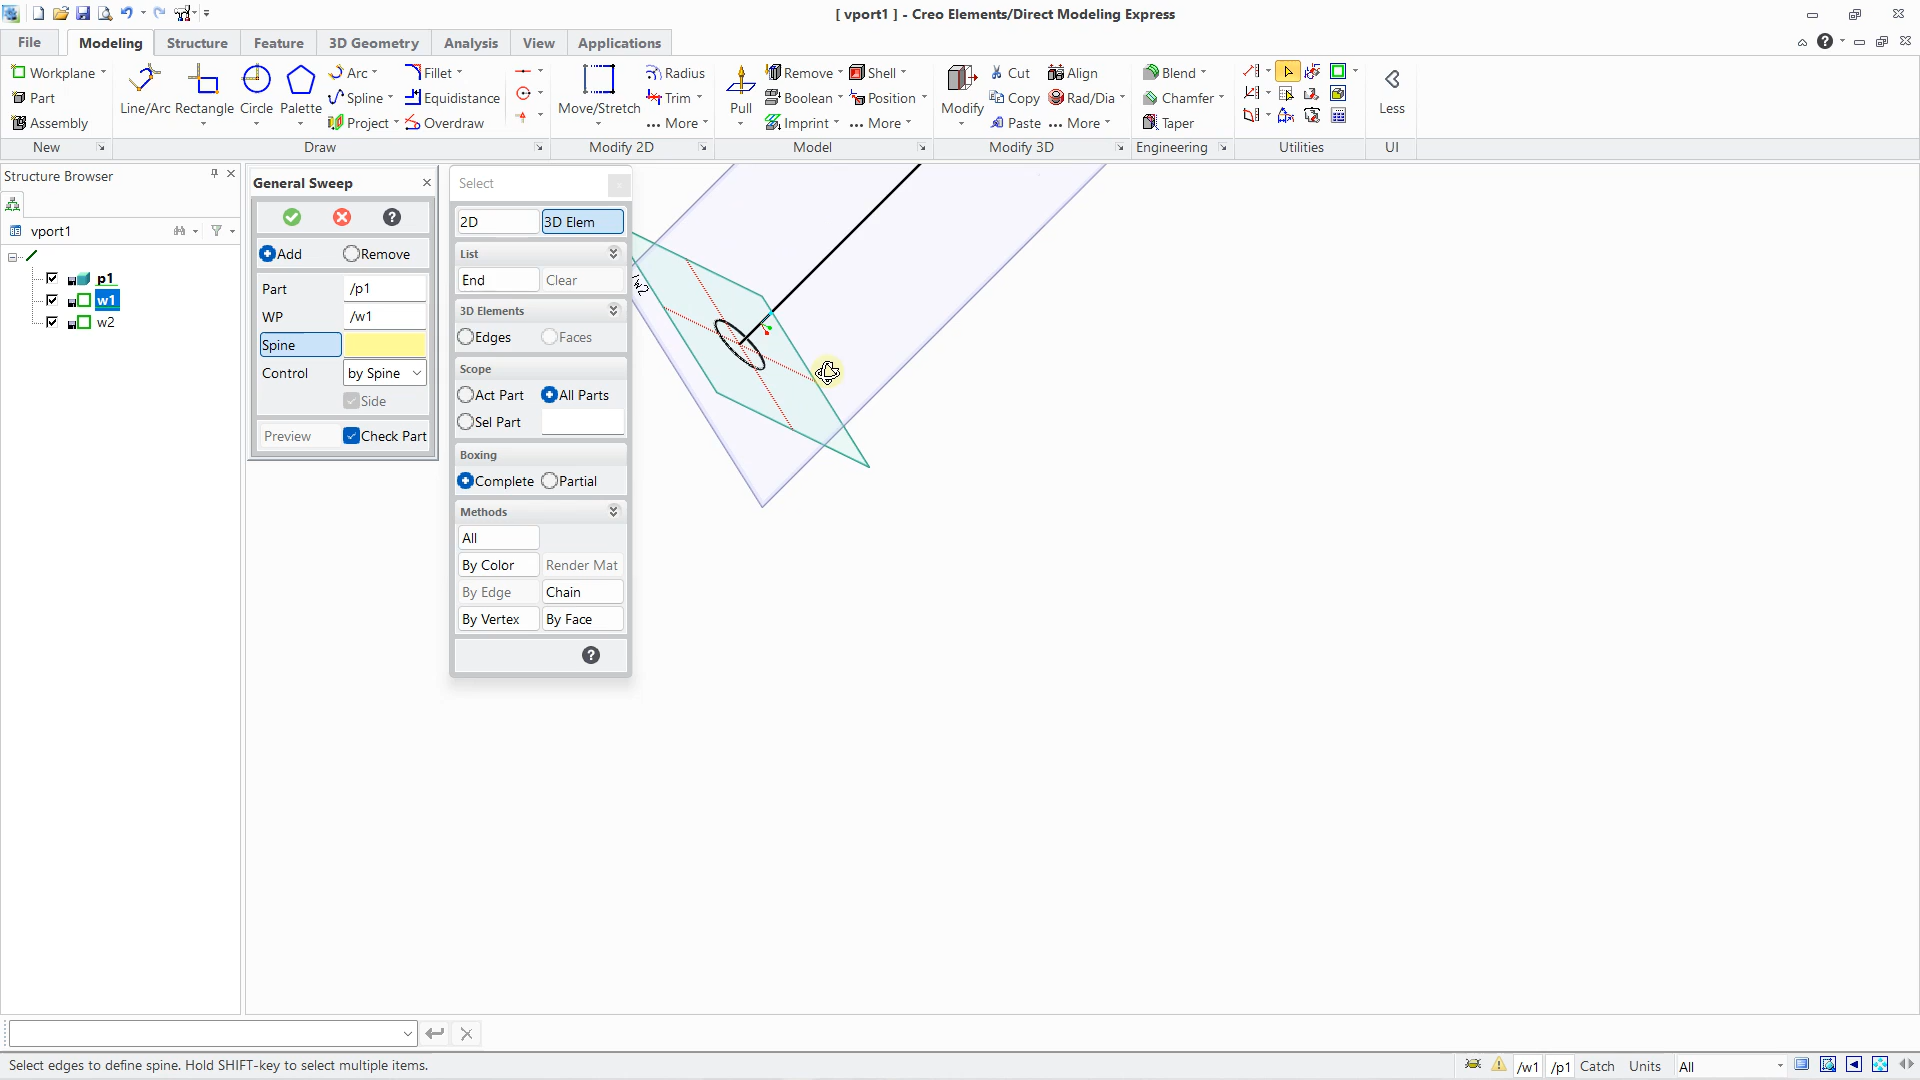 [ vport1 ] - Creo Elements/Direct Modeling Express
File
Modeling
Structure
Feature
3D Geometry
Analysis
View
Applications
Workplane
Part
Assembly
New
Line/Arc
Rectangle
Circle
Palette
Arc
Spline
Project
Fillet
Equidistance
Overdraw
Draw
Move/Stretch
Radius
Trim
... More
Modify 2D
Pull
Remove
Boolean
Imprint
Shell
Position
... More
Model
Modify
Cut
Copy
Paste
Align
Rad/Dia
... More
Modify 3D
Blend
Chamfer
Taper
Engineering
Utilities
Less
UI
Structure Browser
vport1
p1
w1
w2
General Sweep
Add
Remove
Part
/p1
WP
/w1
Spine
Control
by Spine
Side
Preview
Check Part
Select
2D
3D Elem
List
End
Clear
3D Elements
Edges
Faces
Scope
Act Part
All Parts
Sel Part
Boxing
Complete
Partial
Methods
All
By Color
Render Mat
By Edge
Chain
By Vertex
By Face
w2
Select edges to define spine. Hold SHIFT-key to select multiple items.
/w1
/p1
Catch
Units
All